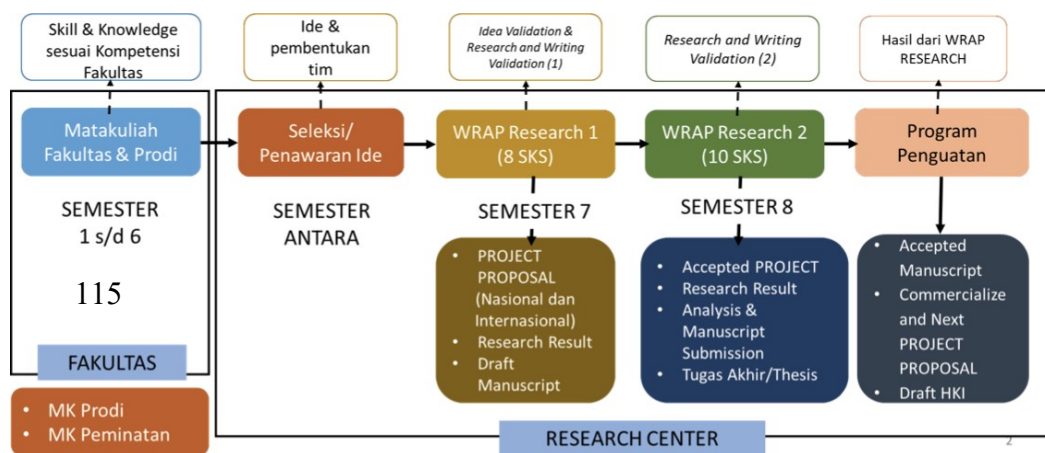 Skill & Knowledge
sesuai Kompetensi
Fakultas
Ide &
pembentukan
tim
Idea Validation &
Research and Writing
Validation (1)
Research and Writing
Validation (2)
Hasil dari WRAP
RESEARCH
Matakuliah
Fakultas & Prodi
Seleksi/
Penawaran Ide
WRAP Research 1
(8 SKS)
WRAP Research 2
(10 SKS)
Program
Penguatan
SEMESTER
1 s/d 6
SEMESTER
ANTARA
SEMESTER 7
SEMESTER 8
115
• PROJECT
PROPOSAL
(Nasional dan
Internasional)
• Research Result
• Draft
Manuscript
• Accepted PROJECT
• Research Result
• Analysis &
Manuscript
Submission
• Tugas Akhir/Thesis
• Accepted
Manuscript
• Commercialize
and Next
PROJECT
PROPOSAL
• Draft HKI
FAKULTAS
• MK Prodi
• MK Peminatan
RESEARCH CENTER
2